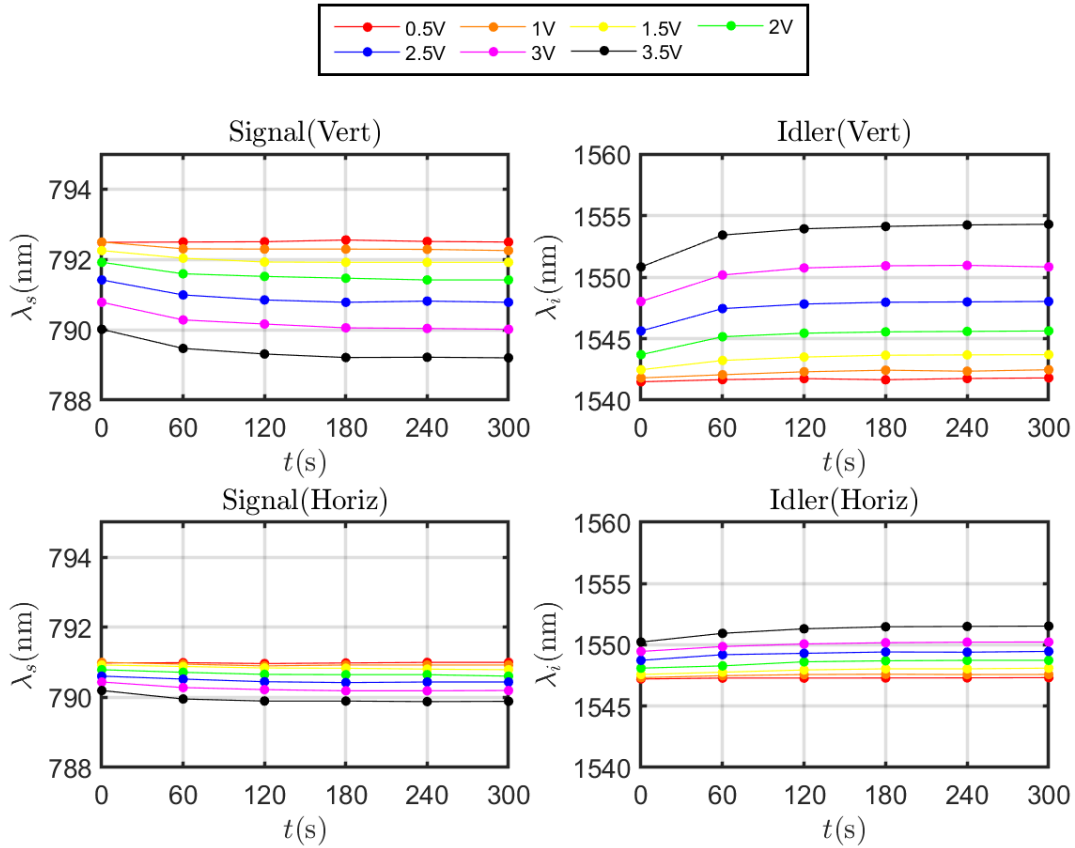 0.5V 1V 1.5V 2V
2.5V 3V 3.5V
Signal(Vert) Idler(Vert)
794
792
790
788
λs(nm)
0 60 120 180 240 300
t(s)
1560
1555
1550
1545
1540
λi(nm)
0 60 120 180 240 300
t(s)
Signal(Horiz) Idler(Horiz)
794
792
790
788
λs(nm)
0 60 120 180 240 300
t(s)
1560
1555
1550
1545
1540
λi(nm)
0 60 120 180 240 300
t(s)